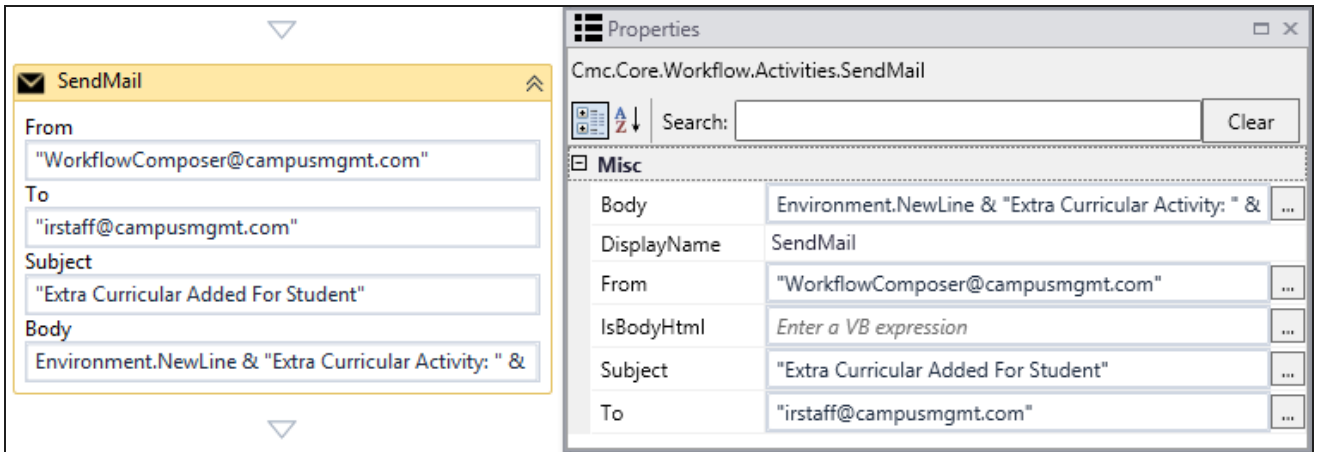 SendMail
From
"WorkflowComposer@campusmgmt.com"
To
"irstaff@campusmgmt.com"
Subject
"Extra Curricular Added For Student"
Body
Environment.NewLine & "Extra Curricular Activity: " &
Properties
Cmc.Core.Workflow.Activities.SendMail
A Z Search: Clear
Misc
Body Environment.NewLine & "Extra Curricular Activity: " & ...
DisplayName SendMail
From "WorkflowComposer@campusmgmt.com" ...
IsBodyHtml Enter a VB expression ...
Subject "Extra Curricular Added For Student" ...
To "irstaff@campusmgmt.com" ...